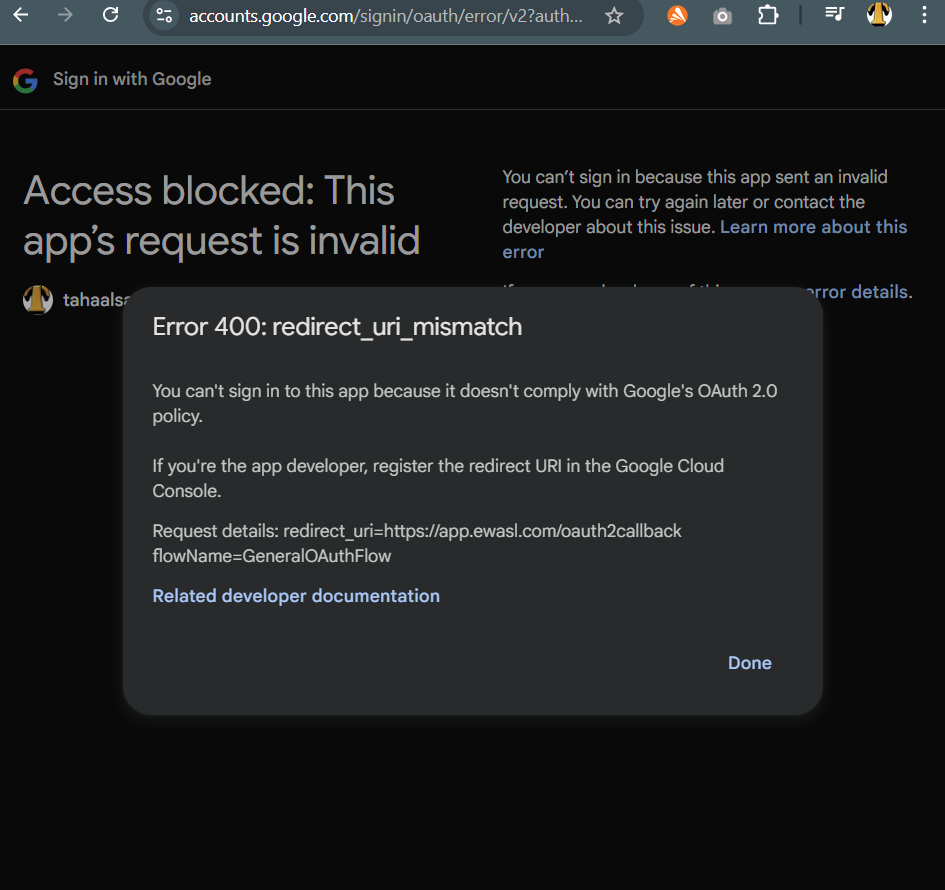 accounts.google.com/signin/oauth/error/v2?auth...
Sign in with Google
Access blocked: This
app’s request is invalid
tahaalsa
You can’t sign in because this app sent an invalid
request. You can try again later or contact the
developer about this issue. Learn more about this
error
error details.
Error 400: redirect_uri_mismatch
You can't sign in to this app because it doesn't comply with Google's OAuth 2.0
policy.
If you're the app developer, register the redirect URI in the Google Cloud
Console.
Request details: redirect_uri=https://app.ewasl.com/oauth2callback
flowName=GeneralOAuthFlow
Related developer documentation
Done